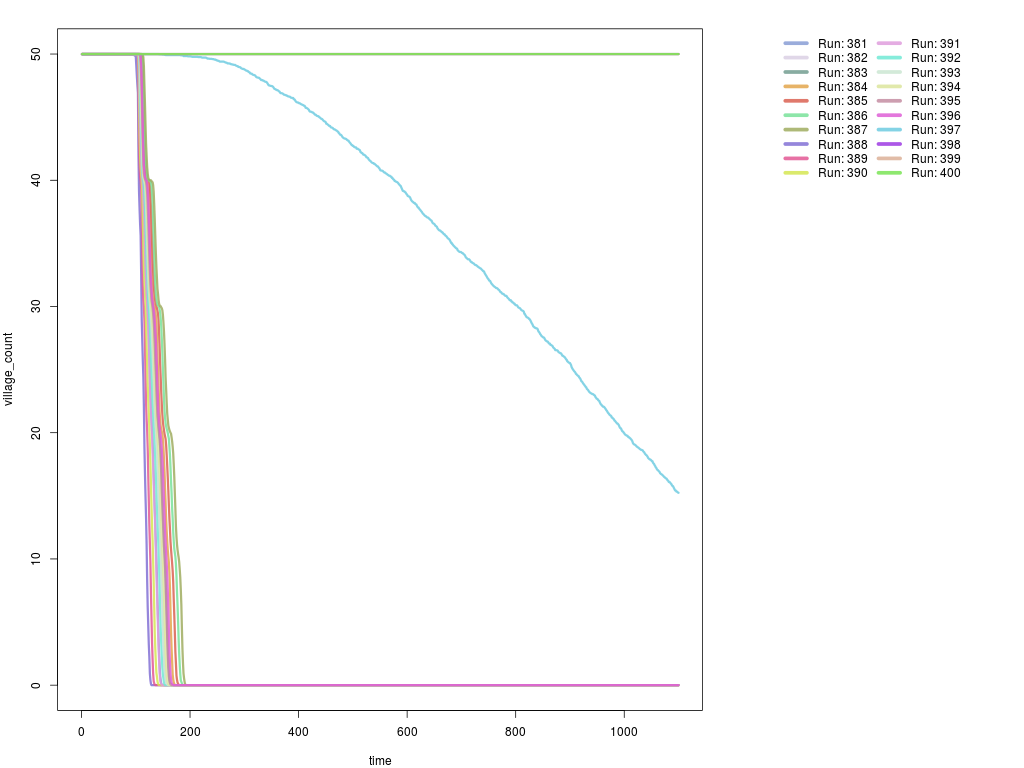 50
40
30
20
10
0
village_count
0 200 400 600 800 1000
time
Run: 381 Run: 391
Run: 382 Run: 392
Run: 383 Run: 393
Run: 384 Run: 394
Run: 385 Run: 395
Run: 386 Run: 396
Run: 387 Run: 397
Run: 388 Run: 398
Run: 389 Run: 399
Run: 390 Run: 400